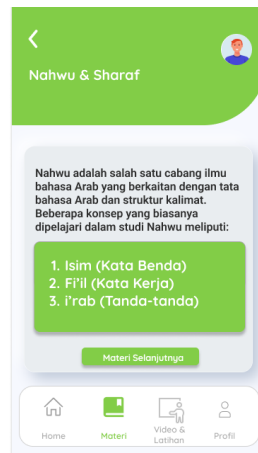 Nahwu & Sharaf
Nahwu adalah salah satu cabang ilmu
bahasa Arab yang berkaitan dengan tata
bahasa Arab dan struktur kalimat.
Beberapa konsep yang biasanya
dipelajari dalam studi Nahwu meliputi:
1. Isim (Kata Benda)
2. Fi'il (Kata Kerja)
3. i'rab (Tanda-tanda)
Materi Selanjutnya
Home
Materi
Video &
Latihan
Profil